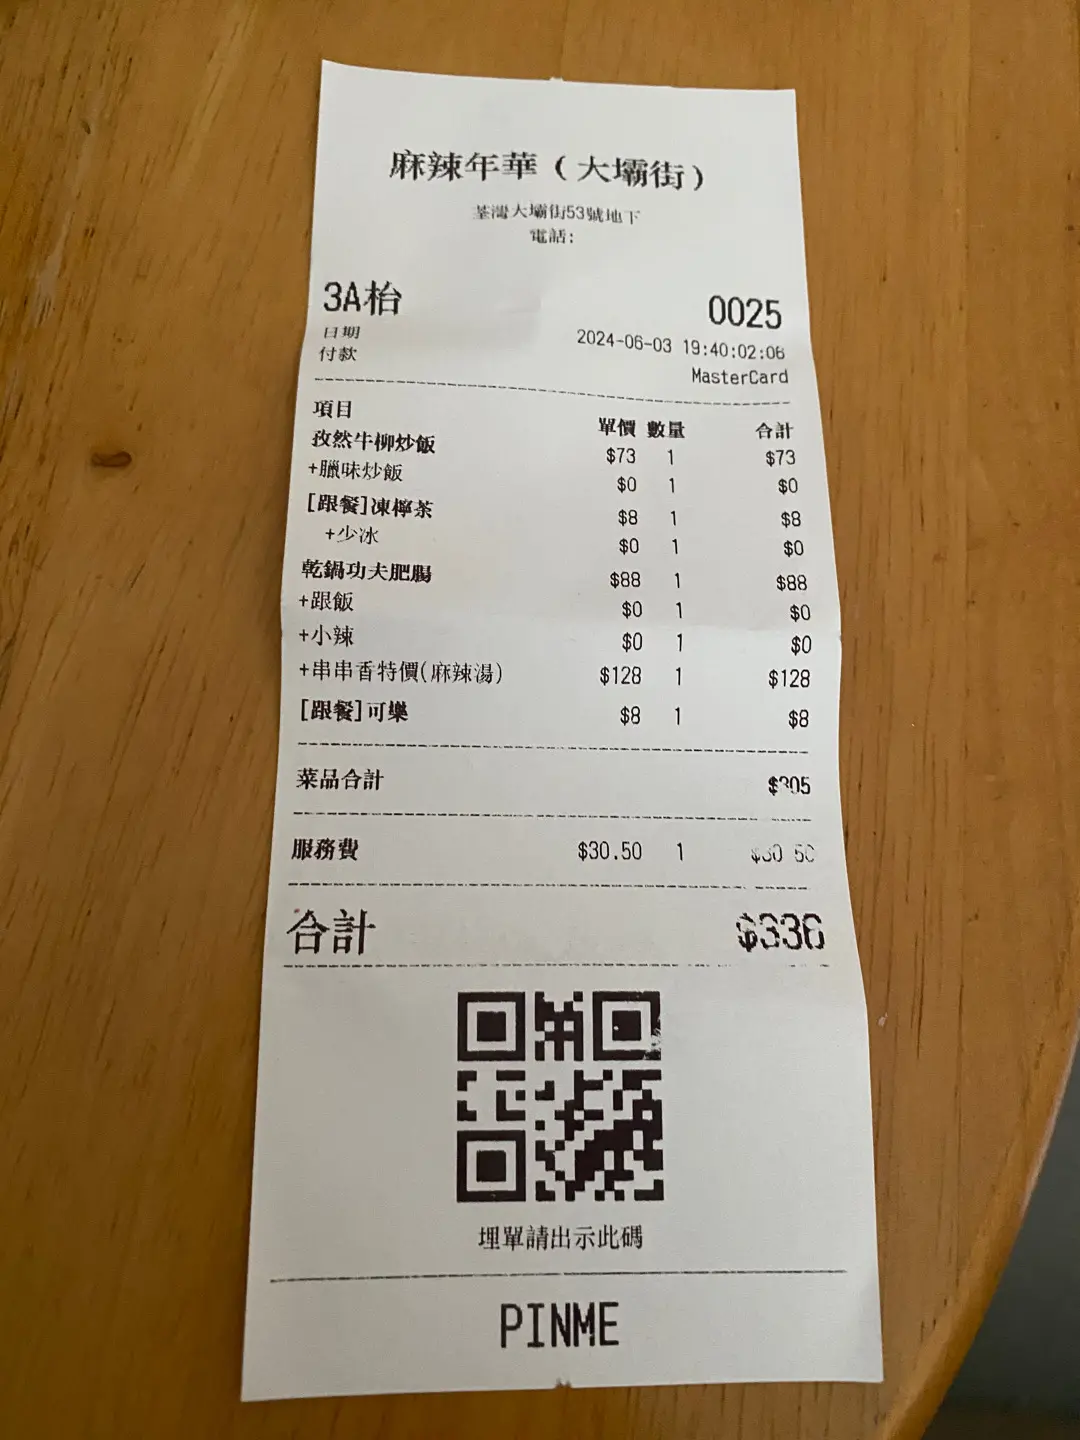 麻辣年華（大壩街）
荃灣大壩街53號地下
電話:
3A枱 0025
日期 2024-06-03 19:40:02:06
付款 MasterCard
項目 單價 數量 合計
孜然牛柳炒飯 $73 1 $73
+臘味炒飯 $0 1 $0
[跟餐]凍檸茶 $8 1 $8
+少冰 $0 1 $0
乾鍋功夫肥腸 $88 1 $88
+跟飯 $0 1 $0
+小辣 $0 1 $0
+串串香特價(麻辣湯) $128 1 $128
[跟餐]可樂 $8 1 $8
菜品合計 $305
服務費 $30.50 1 $30.50
合計 $336
埋單請出示此碼
PINME